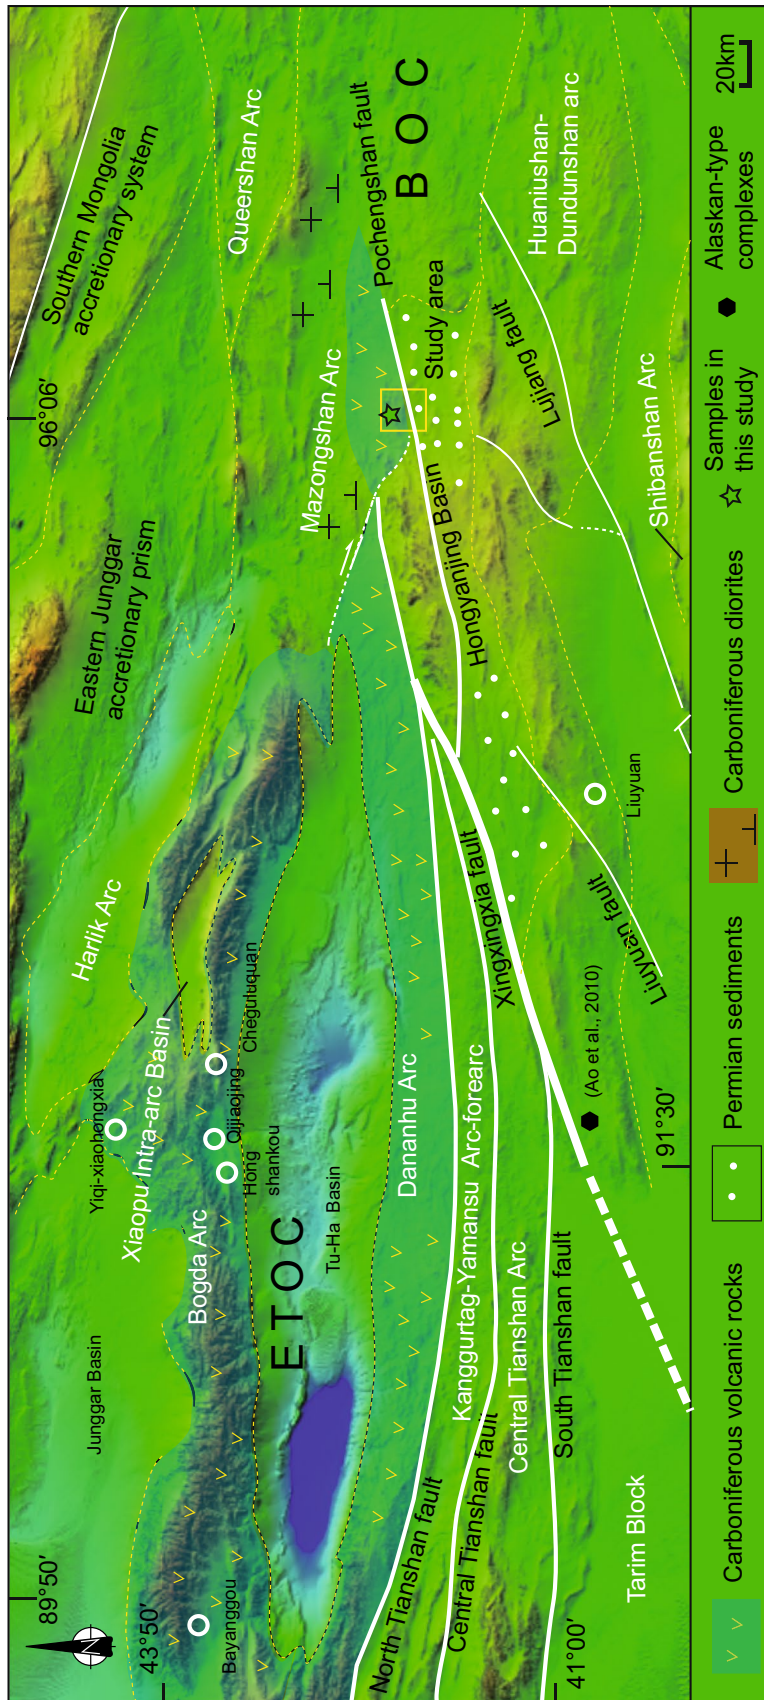 89°50′
91°30′
96°06′
43°50′
41°00′
N
Junggar Basin
Yiqi-xiaohongxia
Harlik Arc
Eastern Junggar
accretionary prism
Southern Mongolia
accretionary system
Queershan Arc
Xiaopu Intra-arc Basin
Bogda Arc
Bayanggou
Hong
shankou
Qijiaojing
Cheguluquan
E T O C
Tu-Ha Basin
Mazongshan Arc
Pochengshan fault
B O C
Dananhu Arc
Study area
Hongyanjing Basin
North Tianshan fault
Kanggurtag-Yamansu Arc-forearc
Xingxingxia fault
Lujiang fault
Huaniushan-
Dundunshan arc
Central Tianshan fault
Central Tianshan Arc
South Tianshan fault
(Ao et al., 2010)
Liuyuan fault
Liuyuan
Shibanshan Arc
Tarim Block
Carboniferous volcanic rocks
Permian sediments
Carboniferous diorites
Samples in
this study
Alaskan-type
complexes
20km